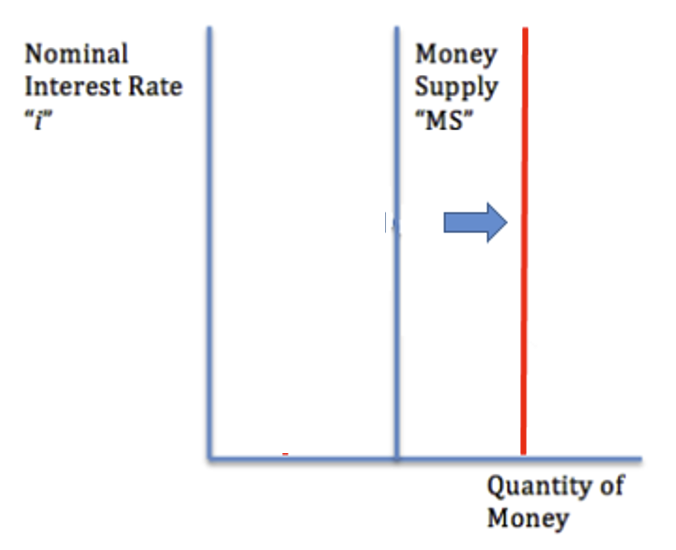 Nominal
Interest Rate
“i”
Money
Supply
“MS”
Quantity of
Money